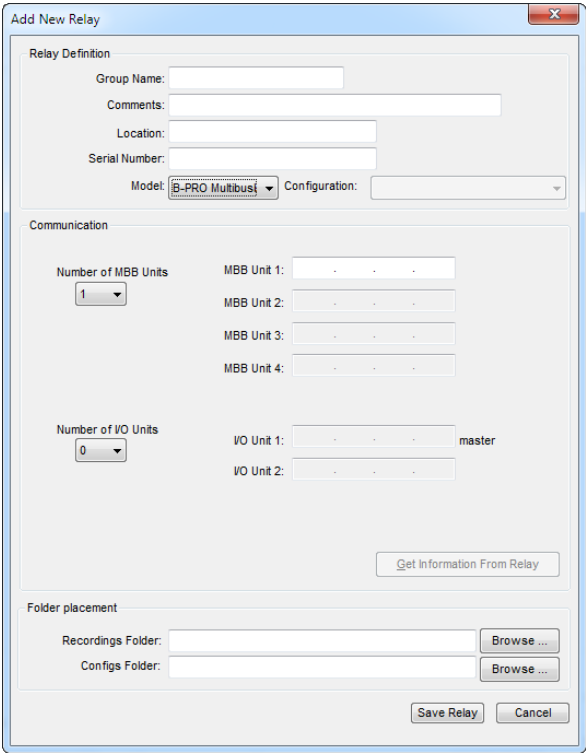 Add New Relay
x
Relay Definition
Group Name:
Comments:
Location:
Serial Number:
Model: B-PRO Multibusi Configuration:
Communication
Number of MBB Units
1
MBB Unit 1: . . .
MBB Unit 2: . . .
MBB Unit 3: . . .
MBB Unit 4: . . .
Number of I/O Units
0
I/O Unit 1: . . . master
I/O Unit 2: . . .
Get Information From Relay
Folder placement
Recordings Folder: Browse ...
Configs Folder: Browse ...
Save Relay Cancel